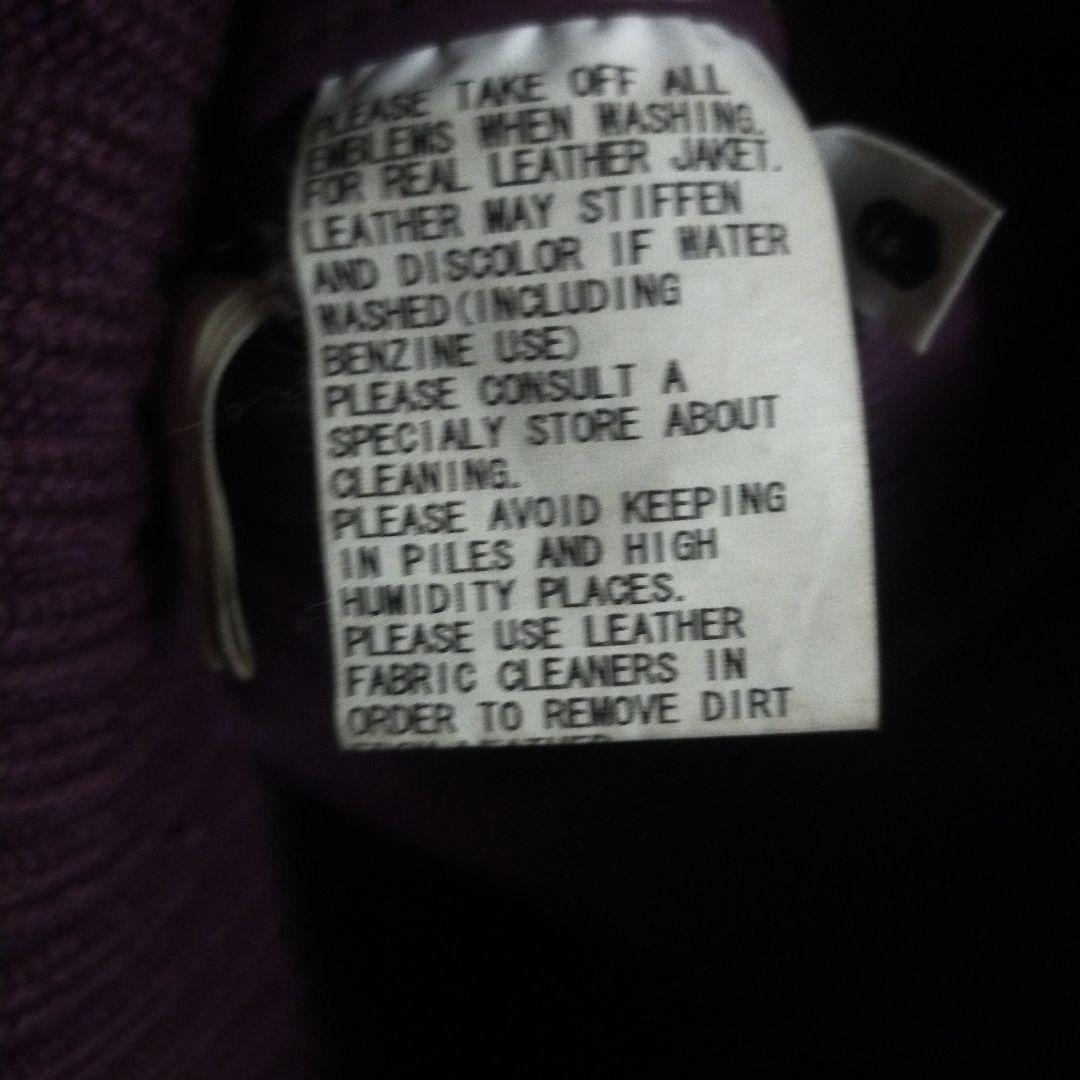 PLEASE TAKE OFF ALL
EMBLEMS WHEN WASHING.
FOR REAL LEATHER JAKET.
LEATHER MAY STIFFEN
AND DISCOLOR IF WATER
WASHED(INCLUDING
BENZINE USE)
PLEASE CONSULT A
SPECIALY STORE ABOUT
CLEANING.
PLEASE AVOID KEEPING
IN PILES AND HIGH
HUMIDITY PLACES.
PLEASE USE LEATHER
FABRIC CLEANERS IN
ORDER TO REMOVE DIRT
FROM LEATHER